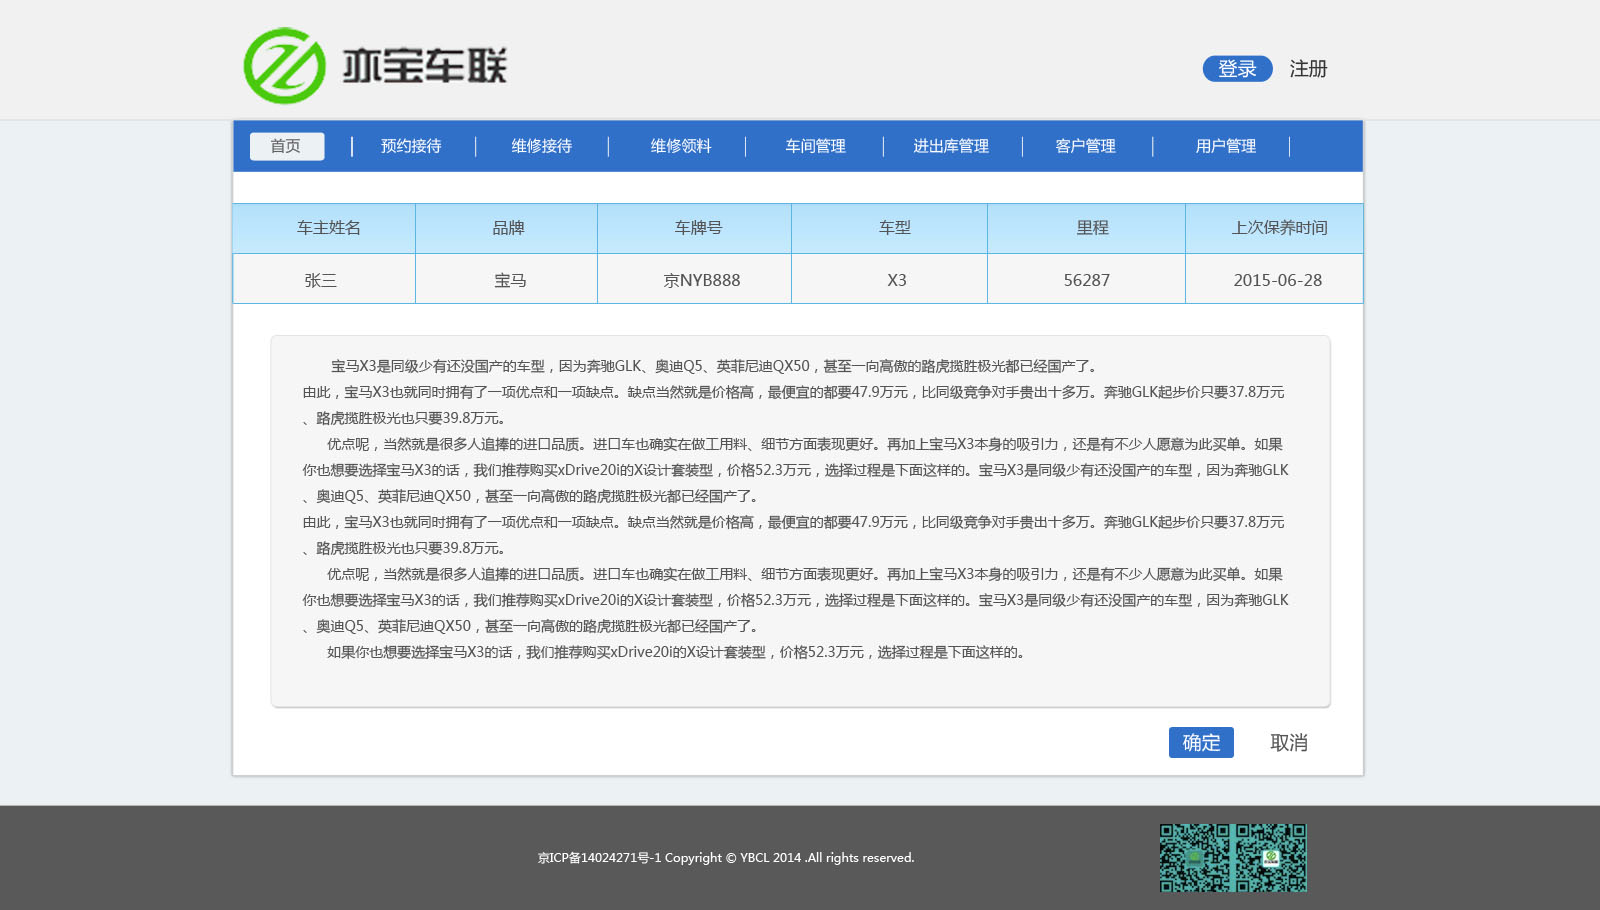 亦宝车联
登录 注册
首页 预约接待 维修接待 维修领料 车间管理 进出库管理 客户管理 用户管理
车主姓名 品牌 车牌号 车型 里程 上次保养时间
张三 宝马 京NYB888 X3 56287 2015-06-28
宝马X3是同级少有还没国产的车型，因为奔驰GLK、奥迪Q5、英菲尼迪QX50，甚至一向高傲的路虎揽胜极光都已经国产了。
由此，宝马X3也就同时拥有了一项优点和一项缺点。缺点当然就是价格高，最便宜的都要47.9万元，比同级竞争对手贵出十多万。奔驰GLK起步价只要37.8万元
、路虎揽胜极光也只要39.8万元。
优点呢，当然就是很多人追捧的进口品质。进口车也确实在做工用料、细节方面表现更好。再加上宝马X3本身的吸引力，还是有不少人愿意为此买单。如果
你也想要选择宝马X3的话，我们推荐购买xDrive20i的X设计套装型，价格52.3万元，选择过程是下面这样的。宝马X3是同级少有还没国产的车型，因为奔驰GLK
、奥迪Q5、英菲尼迪QX50，甚至一向高傲的路虎揽胜极光都已经国产了。
由此，宝马X3也就同时拥有了一项优点和一项缺点。缺点当然就是价格高，最便宜的都要47.9万元，比同级竞争对手贵出十多万。奔驰GLK起步价只要37.8万元
、路虎揽胜极光也只要39.8万元。
优点呢，当然就是很多人追捧的进口品质。进口车也确实在做工用料、细节方面表现更好。再加上宝马X3本身的吸引力，还是有不少人愿意为此买单。如果
你也想要选择宝马X3的话，我们推荐购买xDrive20i的X设计套装型，价格52.3万元，选择过程是下面这样的。宝马X3是同级少有还没国产的车型，因为奔驰GLK
、奥迪Q5、英菲尼迪QX50，甚至一向高傲的路虎揽胜极光都已经国产了。
如果你也想要选择宝马X3的话，我们推荐购买xDrive20i的X设计套装型，价格52.3万元，选择过程是下面这样的。
确定 取消
京ICP备14024271号-1 Copyright © YBCL 2014 .All rights reserved.